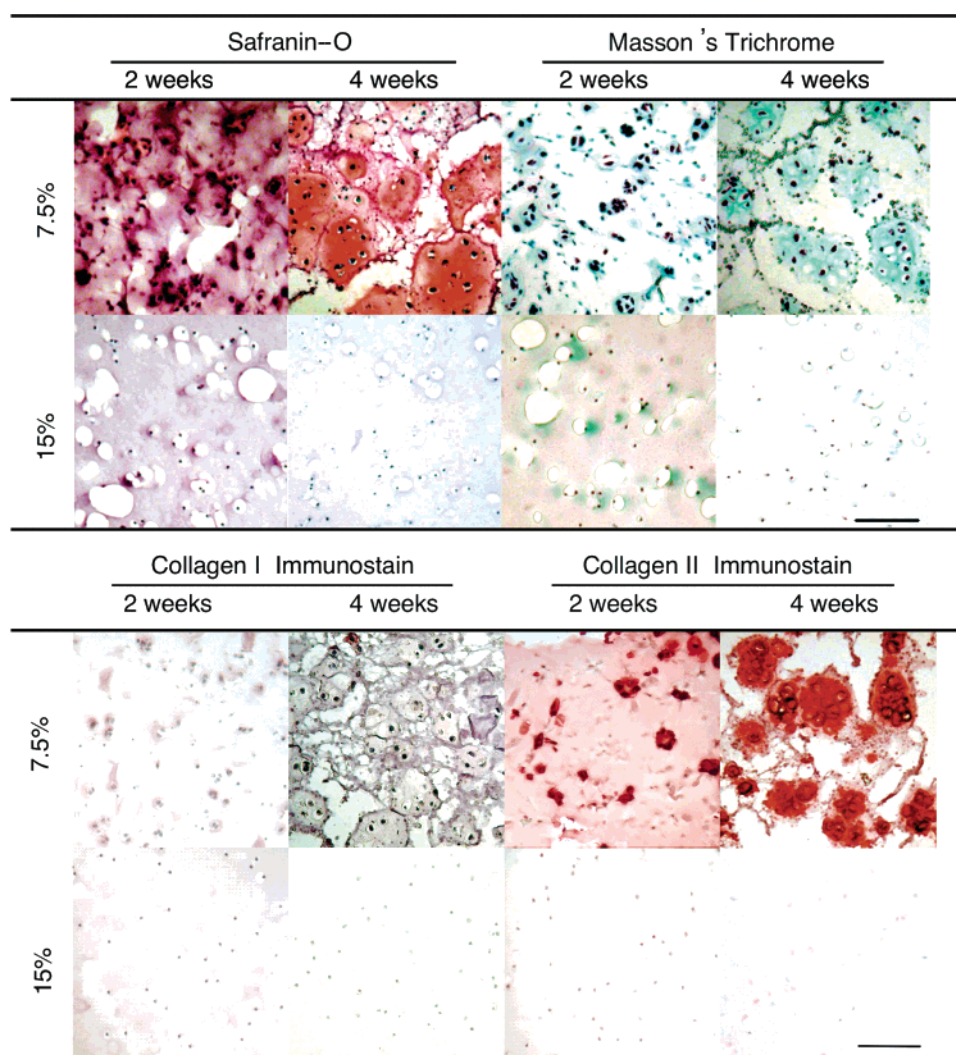 Safranin-O Masson's Trichrome
2 weeks 4 weeks 2 weeks 4 weeks
7.5%
15%
Collagen I Immunostain Collagen II Immunostain
2 weeks 4 weeks 2 weeks 4 weeks
7.5%
15%